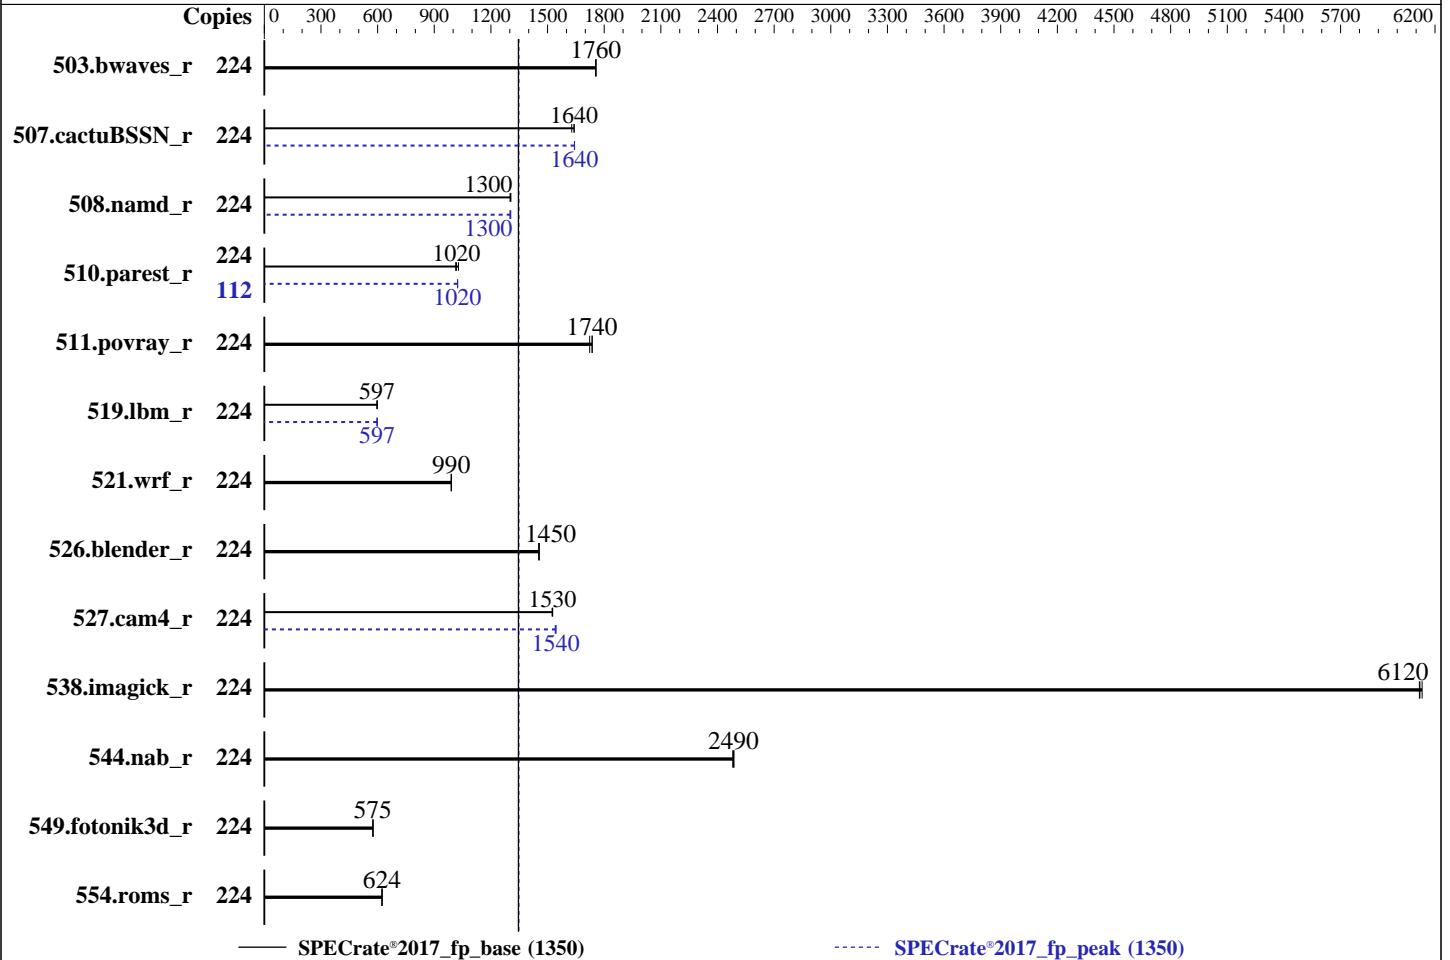 Copies 0 300 600 900 1200 1500 1800 2100 2400 2700 3000 3300 3600 3900 4200 4500 4800 5100 5400 5700 6200
1760
503.bwaves_r 224
1640
507.cactuBSSN_r 224
1640
1300
508.namd_r 224
1300
224 1020
510.parest_r
112 1020
1740
511.povray_r 224
597
519.lbm_r 224
597
990
521.wrf_r 224
1450
526.blender_r 224
1530
527.cam4_r 224
1540
6120
538.imagick_r 224
2490
544.nab_r 224
575
549.fotonik3d_r 224
624
554.roms_r 224
SPECrate®2017_fp_base (1350) SPECrate®2017_fp_peak (1350)